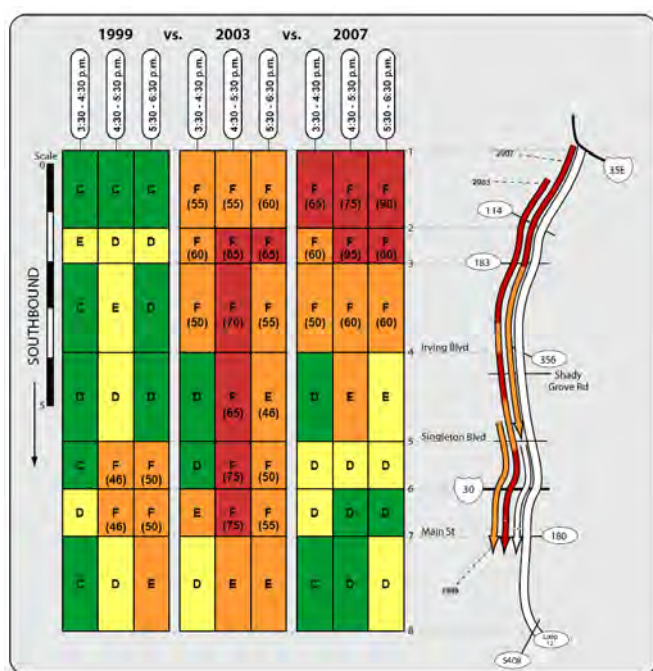 1999 vs. 2003 vs. 2007
3:30 - 4:30 p.m. 4:30 - 5:30 p.m. 5:30 - 6:30 p.m. 3:30 - 4:30 p.m. 4:30 - 5:30 p.m. 5:30 - 6:30 p.m. 3:30 - 4:30 p.m. 4:30 - 5:30 p.m. 5:30 - 6:30 p.m.
Scale
0
5
SOUTHBOUND
1
C C C F F F F F F
(55) (55) (60) (65) (75) (90)
2
E D D F F F F F F
(60) (65) (65) (60) (95) (80)
3
C E D F F F F F F
(50) (70) (55) (50) (60) (60)
4
D D D D F E D E E
(65) (46)
5
C F F D F E D D D
(46) (50) (75)
6
D F F E F F D D D
(46) (50) (75) (55)
7
C D E D E E C D D
8
2007
35E
2003
114
183
Irving Blvd
356
Shady
Grove Rd
Singleton Blvd
30
Main St
180
1999
Loop
12
S408